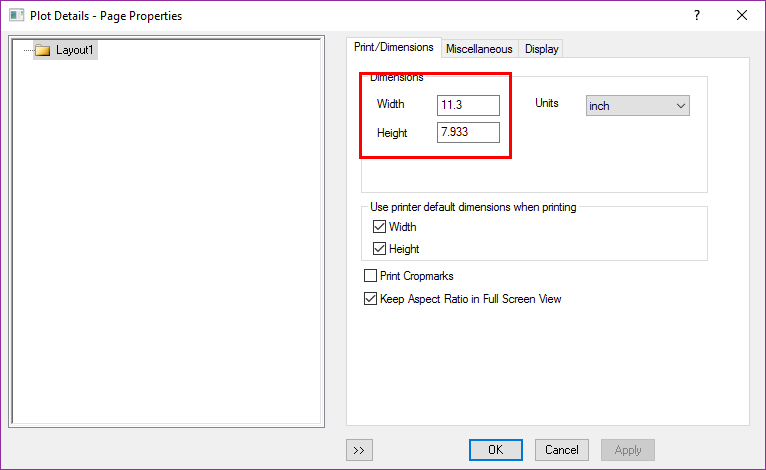 Plot Details - Page Properties
?
Layout1
Print/Dimensions Miscellaneous Display
Dimensions
Width 11.3 Units inch
Height 7.933
Use printer default dimensions when printing
Width
Height
Print Cropmarks
Keep Aspect Ratio in Full Screen View
>> OK Cancel Apply